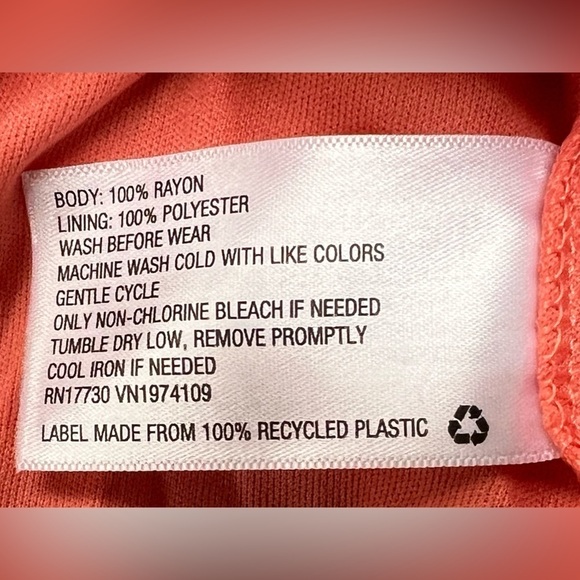 BODY: 100% RAYON
LINING: 100% POLYESTER
WASH BEFORE WEAR
MACHINE WASH COLD WITH LIKE COLORS
GENTLE CYCLE
ONLY NON-CHLORINE BLEACH IF NEEDED
TUMBLE DRY LOW, REMOVE PROMPTLY
COOL IRON IF NEEDED
RN17730 VN1974109
LABEL MADE FROM 100% RECYCLED PLASTIC